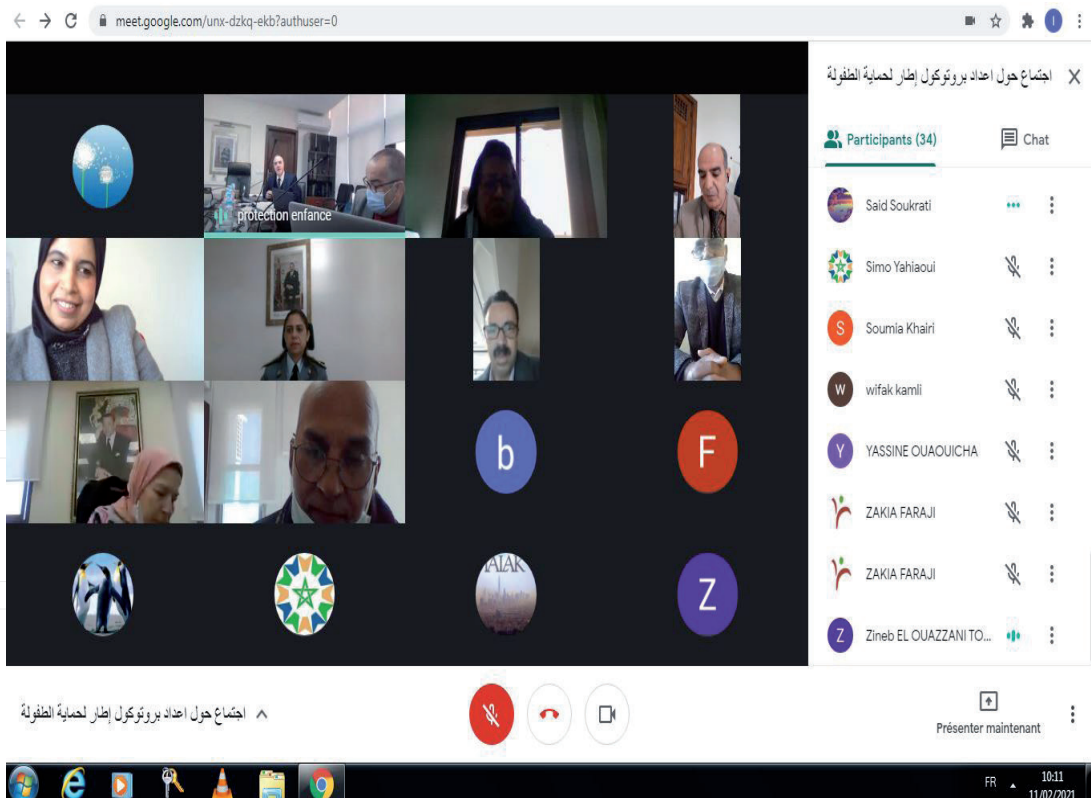 meet.google.com/unx-dzkq-ekb?authuser=0
I
اجتماع حول اعداد بروتوكول إطار لحماية الطفولة
Participants (34)
Chat
protection enfance
Said Soukrati
Simo Yahiaoui
S
Soumia Khairi
W
wifak kamli
Y
YASSINE OUAOUICHA
ZAKIA FARAJI
ZAKIA FARAJI
Z
Zineb EL OUAZZANI TO...
b
F
Z
اجتماع حول اعداد بروتوكول إطار لحماية الطفولة
Présenter maintenant
FR
10:11
11/02/2021